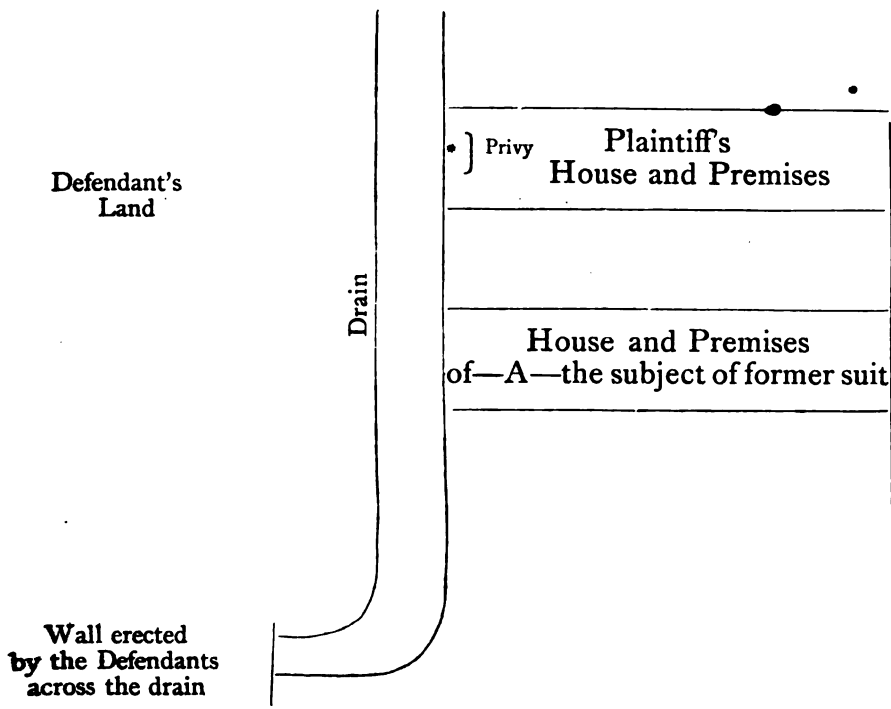 Privy
Plaintiff's
House and Premises
Defendant's
Land
Drain
House and Premises
of—A—the subject of former suit
Wall erected
by the Defendants
across the drain